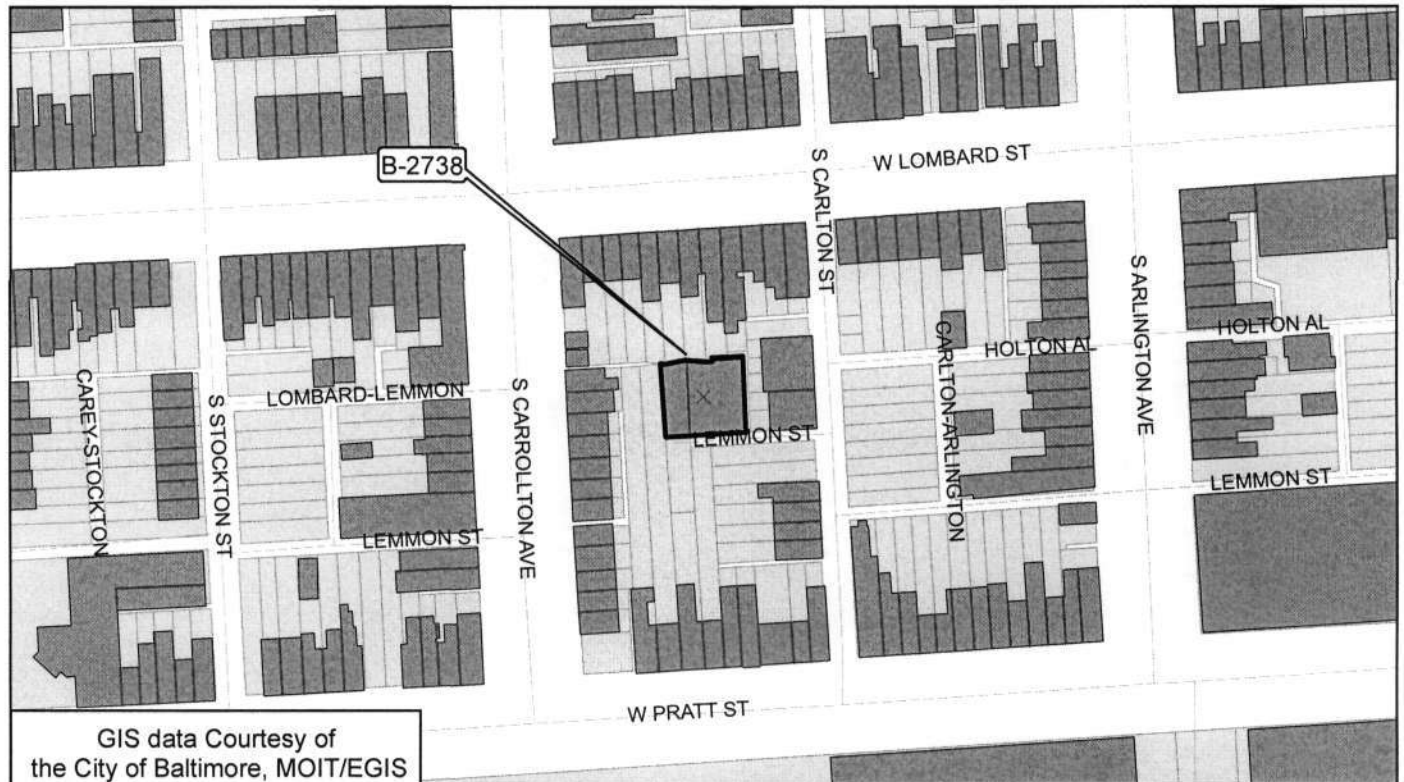 B-2738
W LOMBARD ST
S CARLTON ST
S ARLINGTON AVE
HOLTON AL
HOLTON AL
CARLTON-ARLINGTON
LOMBARD-LEMMON
S CARROLLTON AVE
CAREY-STOCKTON
S STOCKTON ST
LEMMON ST
LEMMON ST
LEMMON ST
W PRATT ST
GIS data Courtesy of
the City of Baltimore, MOIT/EGIS